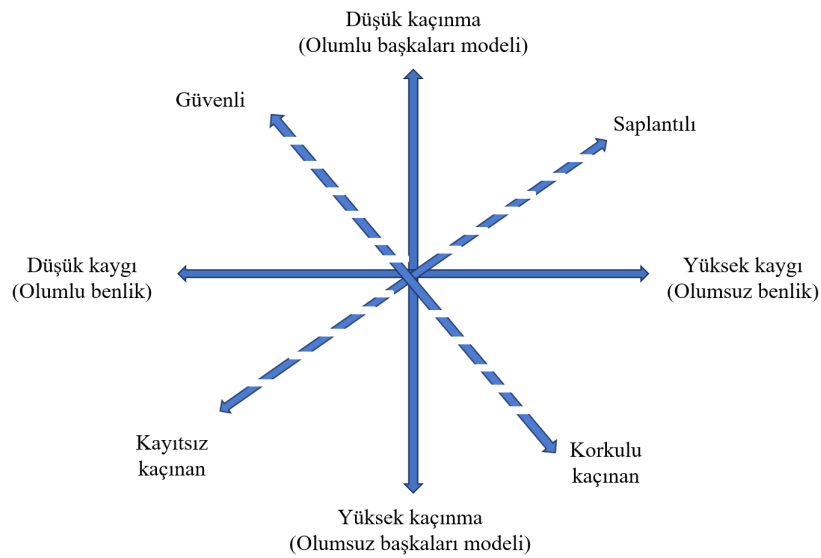 Düşük kaçınma
(Olumlu başkaları modeli)
Güvenli
Saplantılı
Düşük kaygı
(Olumlu benlik)
Yüksek kaygı
(Olumsuz benlik)
Kayıtsız
kaçınan
Korkulu
kaçınan
Yüksek kaçınma
(Olumsuz başkaları modeli)